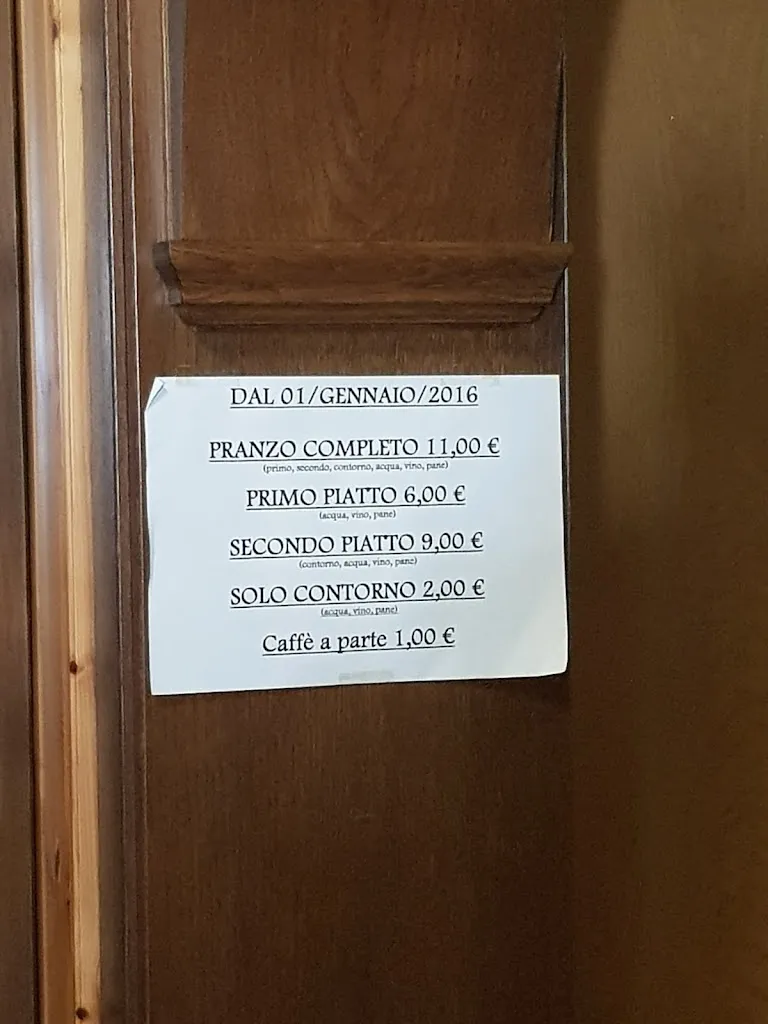 DAL 01/GENNAIO/2016
PRANZO COMPLETO 11,00 €
(primo, secondo, contorno, acqua, vino, pane)
PRIMO PIATTO 6,00 €
(acqua, vino, pane)
SECONDO PIATTO 9,00 €
(contorno, acqua, vino, pane)
SOLO CONTORNO 2,00 €
(acqua, vino, pane)
Caffè a parte 1,00 €